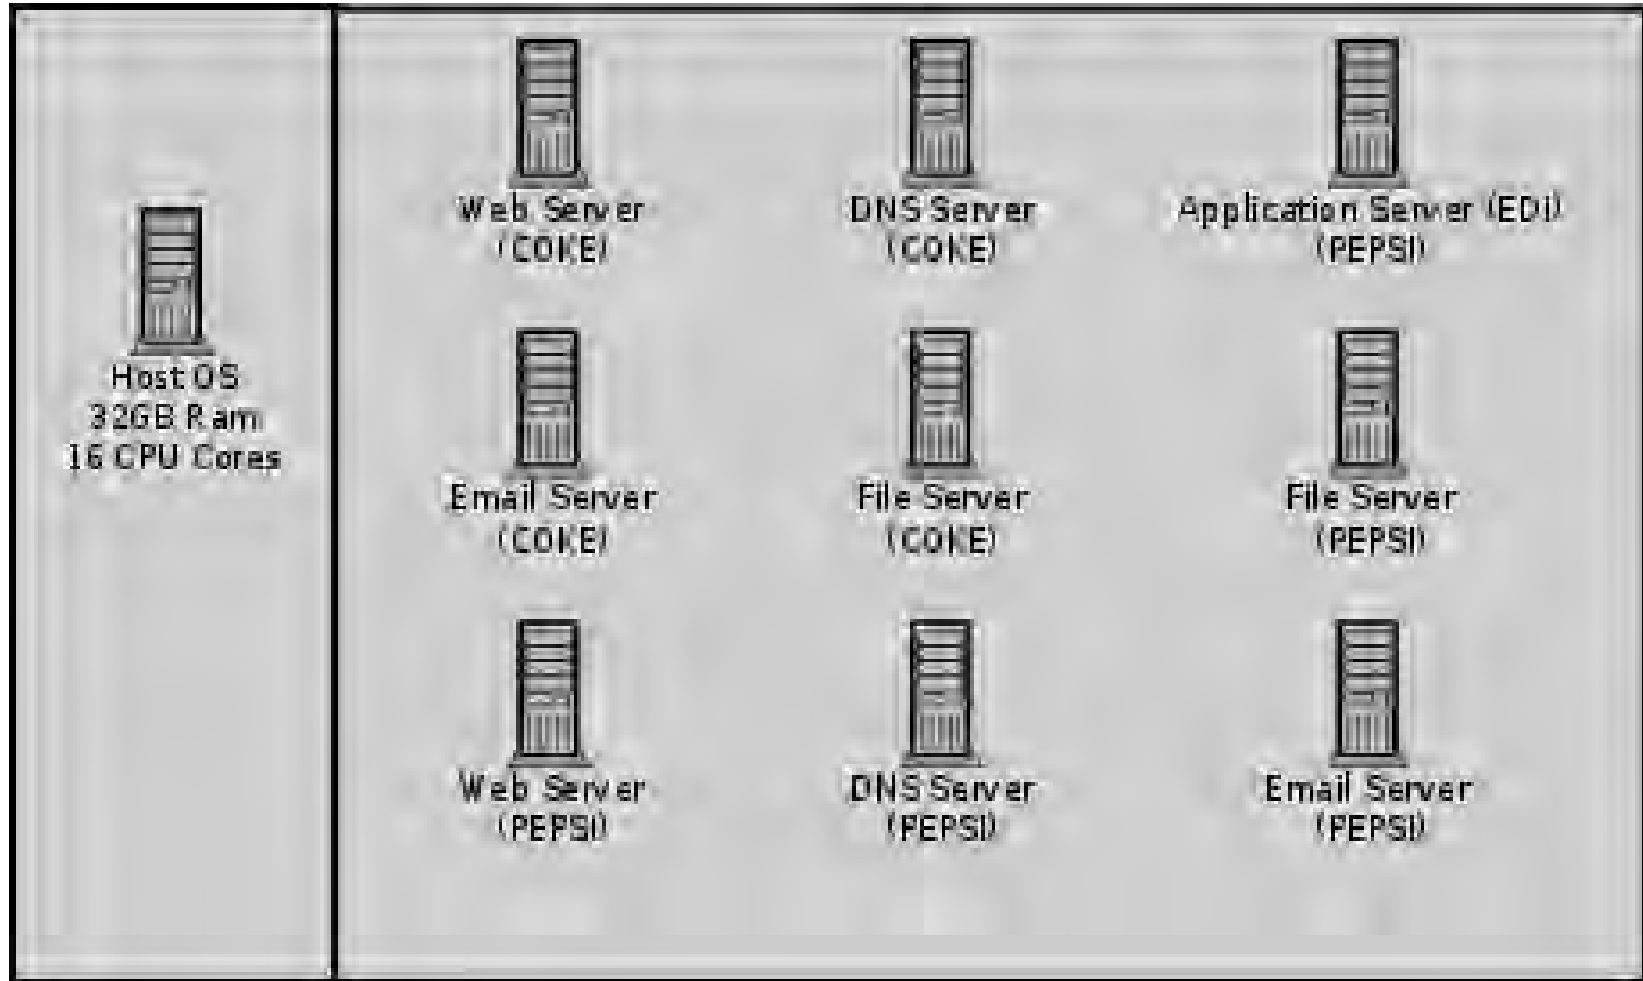 Web Server
(COKE)
DNS Server
(COKE)
Application Server (EDI)
(PEPSI)
Host OS
32GB Ram
16 CPU Cores
Email Server
(COKE)
File Server
(COKE)
File Server
(PEPSI)
Web Server
(PEPSI)
DNS Server
(PEPSI)
Email Server
(PEPSI)